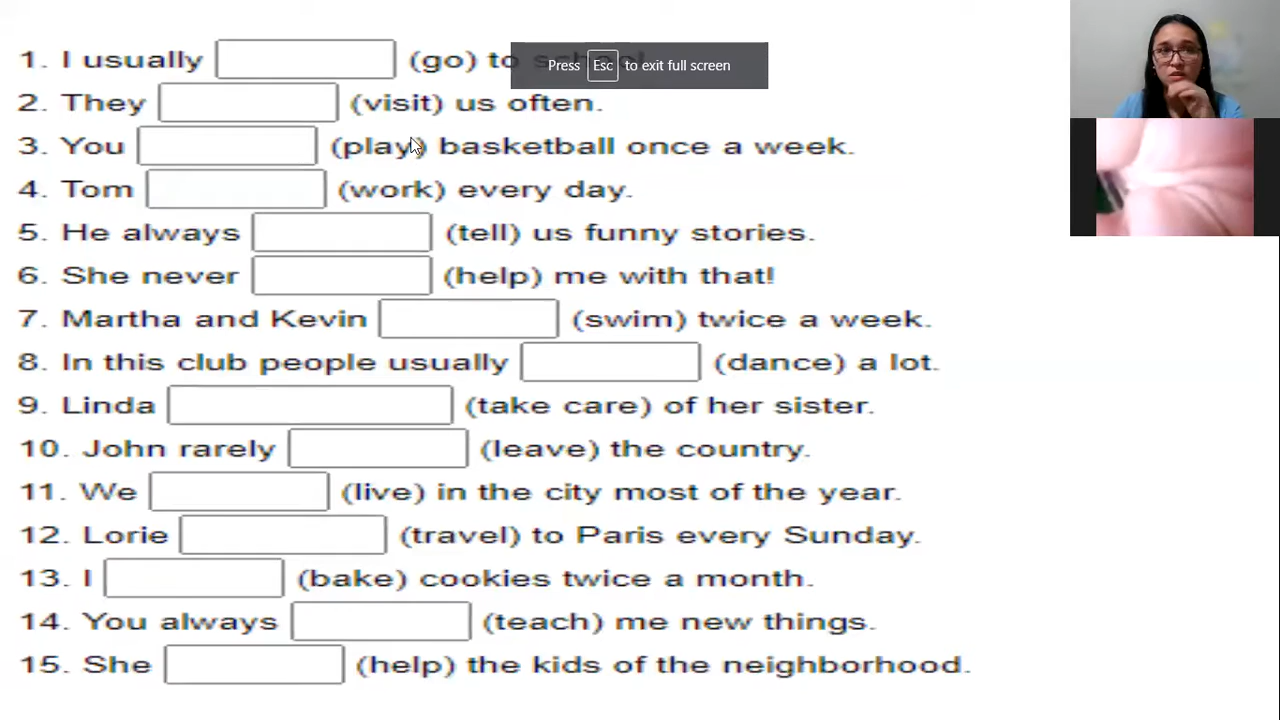 1. I usually (go) to school.
Press Esc to exit full screen
2. They (visit) us often.
3. You (play) basketball once a week.
4. Tom (work) every day.
5. He always (tell) us funny stories.
6. She never (help) me with that!
7. Martha and Kevin (swim) twice a week.
8. In this club people usually (dance) a lot.
9. Linda (take care) of her sister.
10. John rarely (leave) the country.
11. We (live) in the city most of the year.
12. Lorie (travel) to Paris every Sunday.
13. I (bake) cookies twice a month.
14. You always (teach) me new things.
15. She (help) the kids of the neighborhood.